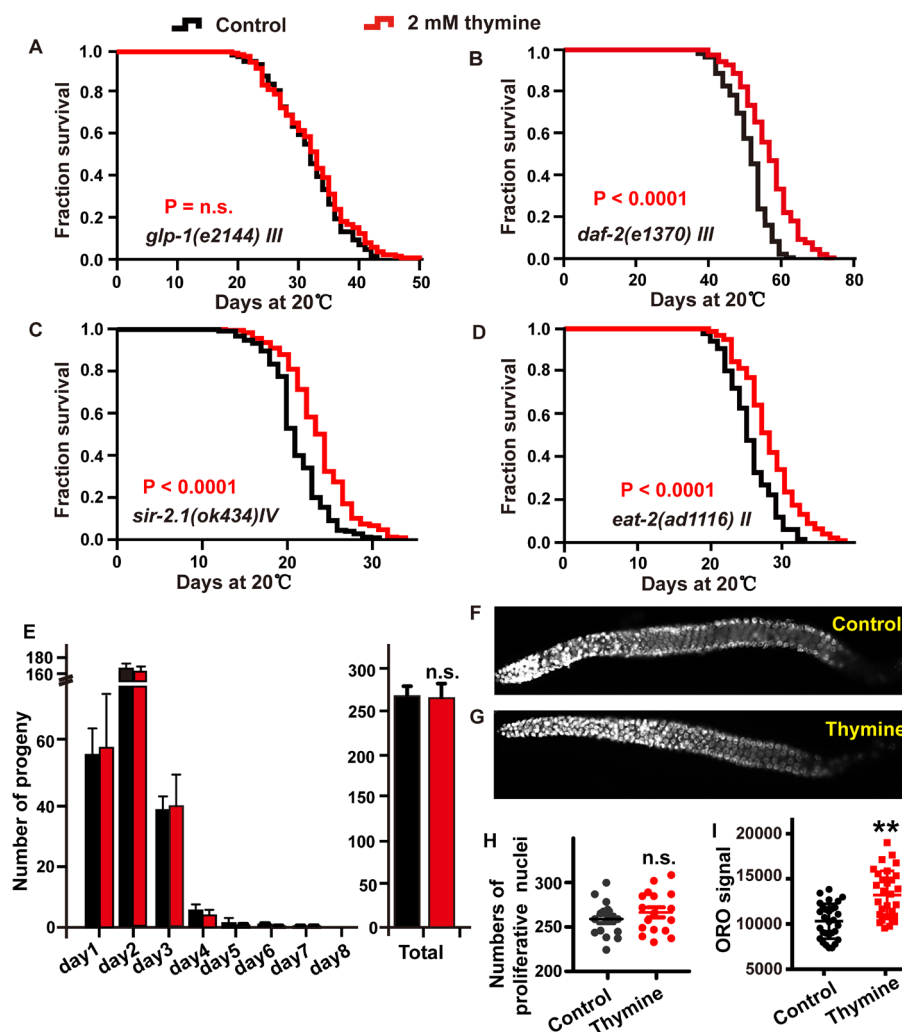 Control
2 mM thymine
A
Fraction survival
1.0
0.8
0.6
0.4
0.2
0.0
P = n.s.
glp-1(e2144) III
0 10 20 30 40 50
Days at 20℃
B
Fraction survival
1.0
0.8
0.6
0.4
0.2
0.0
P < 0.0001
daf-2(e1370) III
0 20 40 60 80
Days at 20℃
C
Fraction survival
1.0
0.8
0.6
0.4
0.2
0.0
P < 0.0001
sir-2.1(ok434)IV
0 10 20 30
Days at 20℃
D
Fraction survival
1.0
0.8
0.6
0.4
0.2
0.0
P < 0.0001
eat-2(ad1116) II
0 10 20 30
Days at 20℃
E
Number of progeny
180
160
60
40
20
0
day1 day2 day3 day4 day5 day6 day7 day8
300
250
200
150
100
50
0
n.s.
Total
F
Control
G
Thymine
H
Numbers of
proliferative nuclei
300
250
200
n.s.
Control Thymine
I
ORO signal
20000
15000
10000
5000
**
Control Thymine